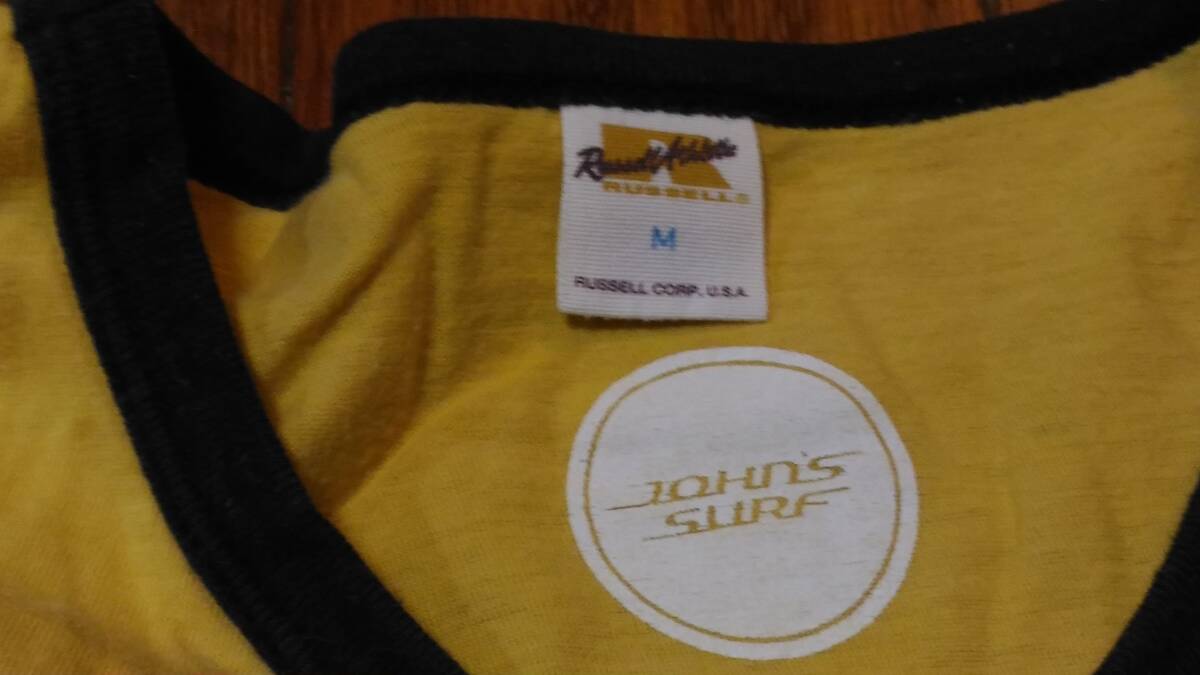 Russell Athletic
RUSSELL
M
RUSSELL CORP. U.S.A.
JOHN'S
SURF